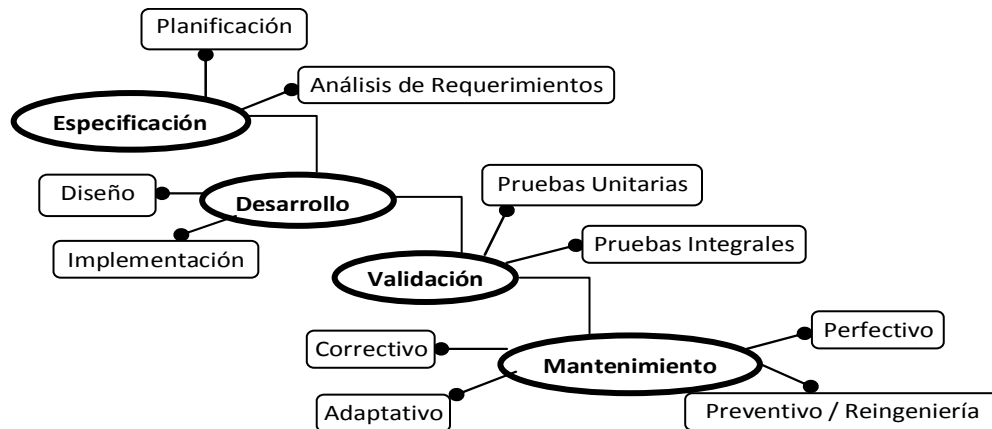 Planificación
Análisis de Requerimientos
Especificación
Diseño
Desarrollo
Pruebas Unitarias
Implementación
Pruebas Integrales
Validación
Correctivo
Perfectivo
Mantenimiento
Adaptativo
Preventivo / Reingeniería